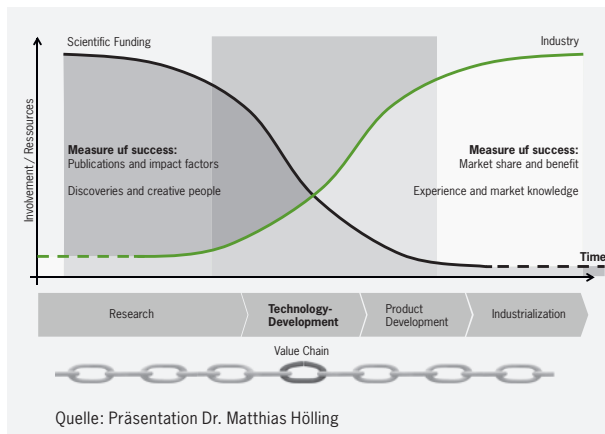 Scientific Funding
Industry
Involvement / Ressources
Measure uf success:
Publications and impact factors
Discoveries and creative people
Measure of success:
Market share and benefit
Experience and market knowledge
Time
Research
Technology-
Development
Product
Development
Industrialization
Value Chain
Quelle: Präsentation Dr. Matthias Hölling